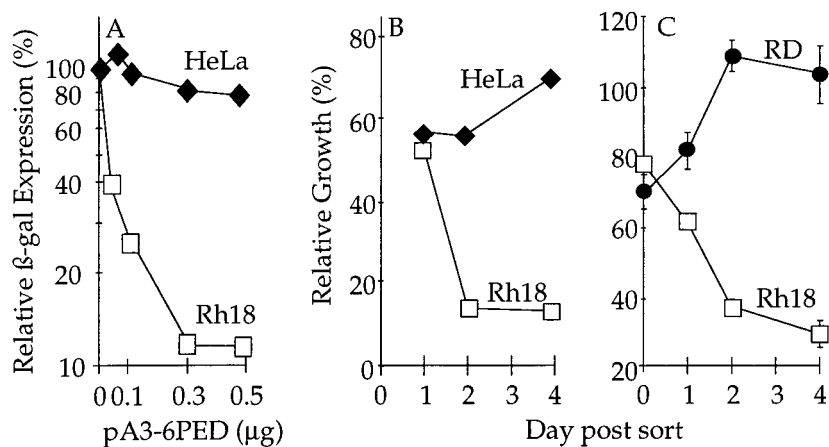 A
Relative ß-gal Expression (%)
100
80
60
40
20
10
HeLa
Rh18
0 0.1 0.3 0.5
pA3-6PED (µg)
B
Relative Growth (%)
80
60
40
20
0
HeLa
Rh18
0 1 2 3 4
C
120
100
80
60
40
20
RD
Rh18
0 1 2 3 4
Day post sort